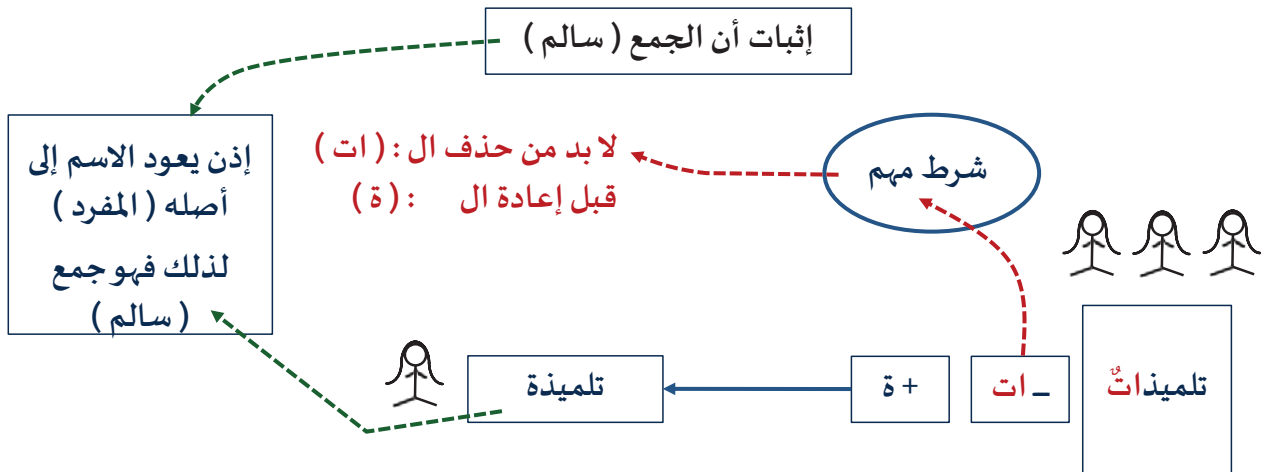 إثبات أن الجمع ( سالم )
شرط مهم
لا بد من حذف ال : ( ات )
قبل إعادة ال : ( ة )
إذن يعود الاسم إلى
أصله ( المفرد )
لذلك فهو جمع
( سالم )
تلميذاتٌ
– ات
+ ة
تلميذة